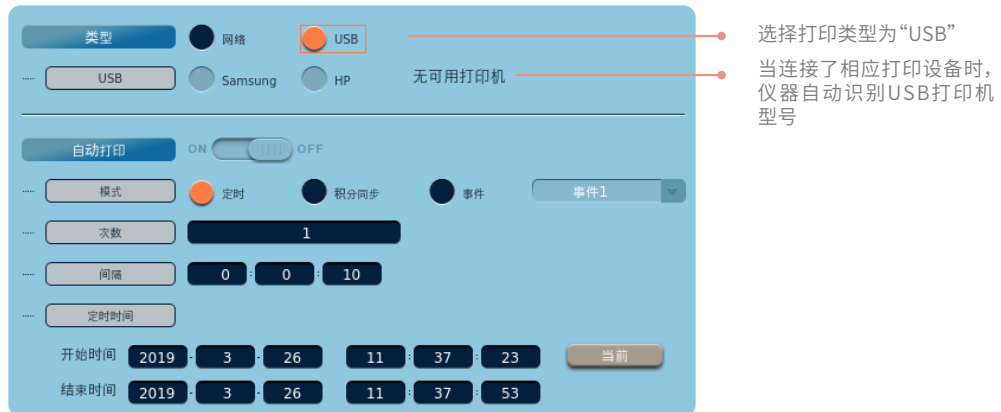 类型 网络 USB
选择打印类型为“USB”
USB Samsung HP 无可用打印机
当连接了相应打印设备时，
仪器自动识别USB打印机
型号
自动打印 ON OFF
模式 定时 积分同步 事件 事件1
次数 1
间隔 0 : 0 : 10
定时时间
开始时间 2019 - 3 - 26 11 : 37 : 23 当前
结束时间 2019 - 3 - 26 11 : 37 : 53